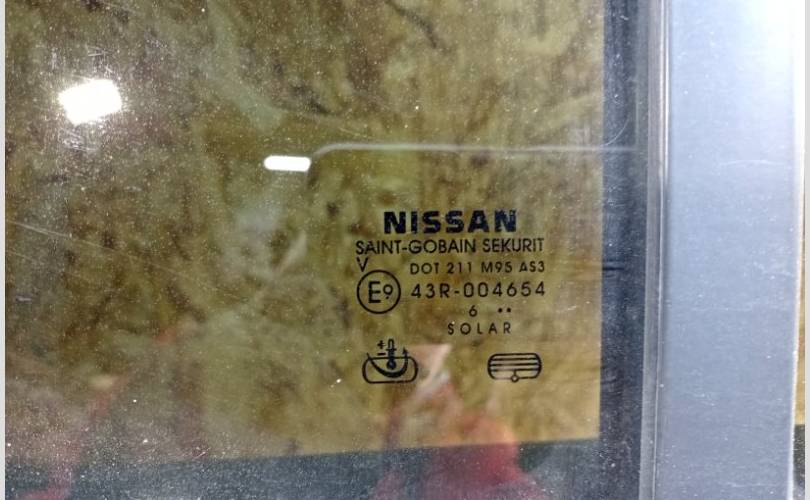 NISSAN
SAINT-GOBAIN SEKURIT
V
DOT 211 M95 AS3
E9
43R-004654
6 ..
SOLAR